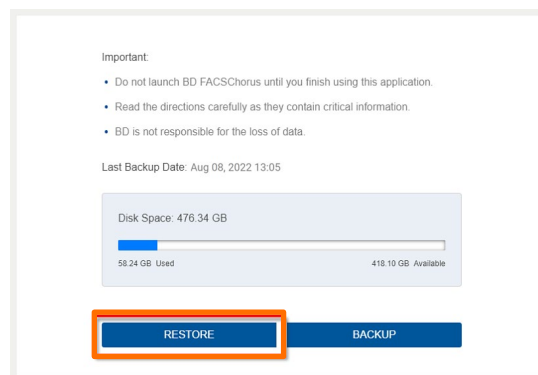 Important:
• Do not launch BD FACSChorus until you finish using this application.
• Read the directions carefully as they contain critical information.
• BD is not responsible for the loss of data.
Last Backup Date: Aug 08, 2022 13:05
Disk Space: 476.34 GB
58.24 GB Used 418.10 GB Available
RESTORE BACKUP